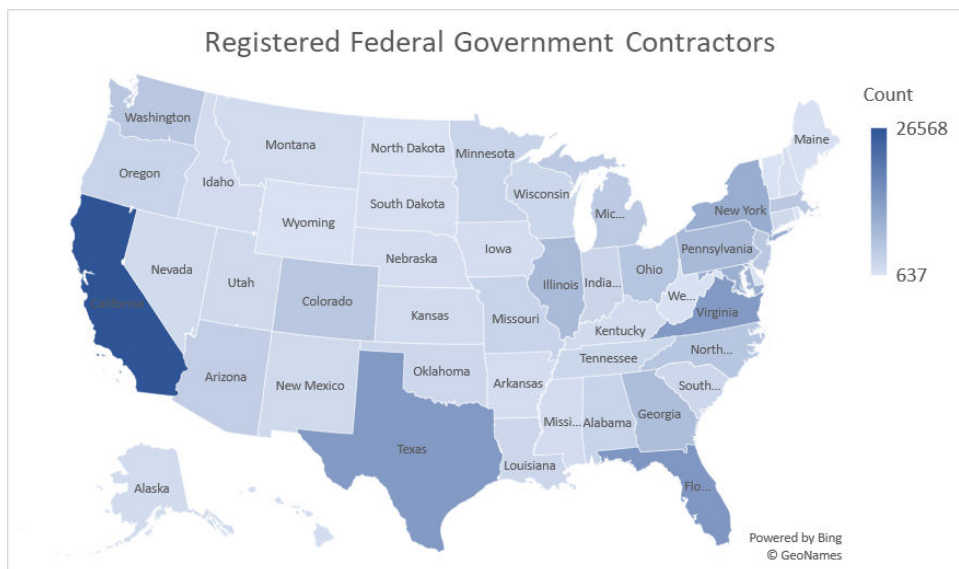 Registered Federal Government Contractors
Count
26568
637
Washington
Montana
North Dakota
Minnesota
Maine
Oregon
Idaho
Wisconsin
South Dakota
Mic...
New York
Wyoming
Iowa
Pennsylvania
Nebraska
Nevada
Utah
Illinois
Indi...
Ohio
Colorado
We...
California
Kansas
Missouri
Virginia
Kentucky
North...
Tennessee
Arizona
New Mexico
Oklahoma
Arkansas
South...
Missi...
Alabama
Georgia
Texas
Louisiana
Alaska
Flo...
Powered by Bing
© GeoNames